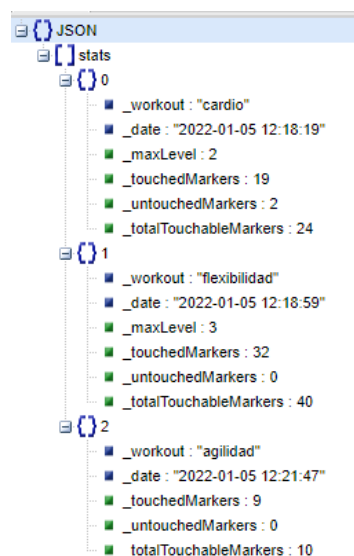 JSON
stats
0
_workout : "cardio"
_date : "2022-01-05 12:18:19"
_maxLevel : 2
_touchedMarkers : 19
_untouchedMarkers : 2
_totalTouchableMarkers : 24
1
_workout : "flexibilidad"
_date : "2022-01-05 12:18:59"
_maxLevel : 3
_touchedMarkers : 32
_untouchedMarkers : 0
_totalTouchableMarkers : 40
2
_workout : "agilidad"
_date : "2022-01-05 12:21:47"
_touchedMarkers : 9
_untouchedMarkers : 0
_totalTouchableMarkers : 10